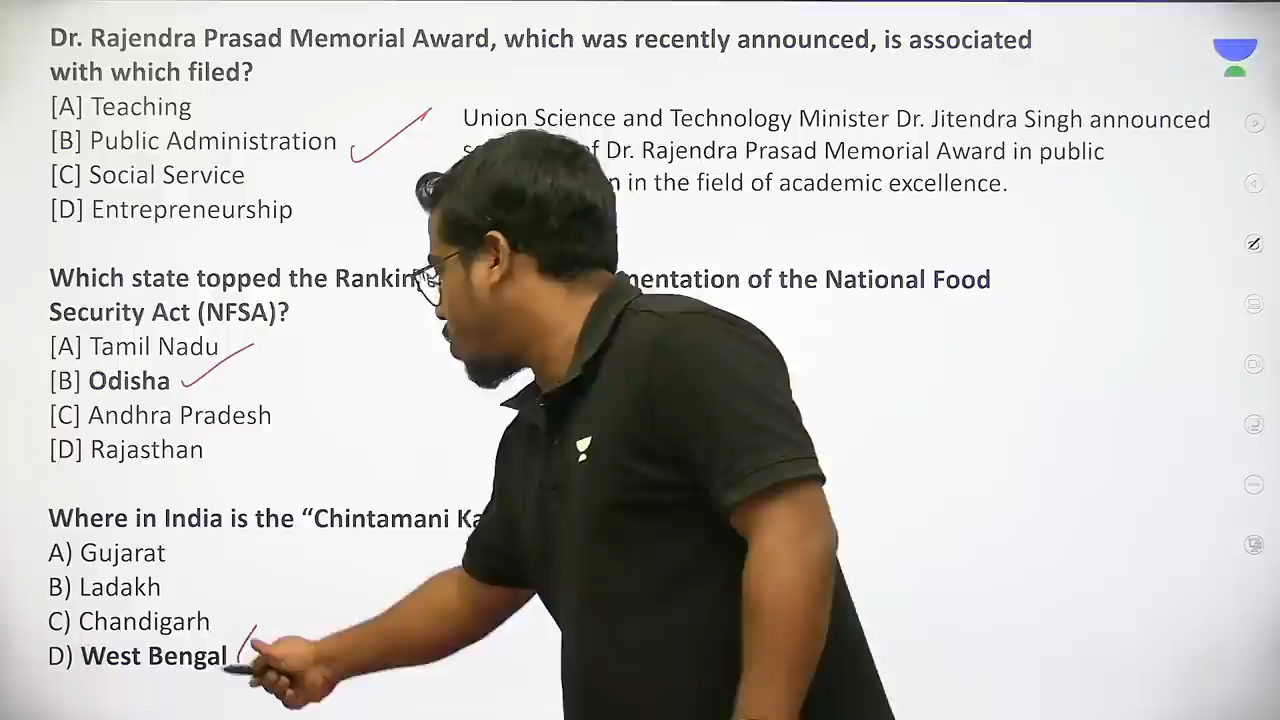 Dr. Rajendra Prasad Memorial Award, which was recently announced, is associated
with which filed?
[A] Teaching
[B] Public Administration
[C] Social Service
[D] Entrepreneurship
Union Science and Technology Minister Dr. Jitendra Singh announced
Dr. Rajendra Prasad Memorial Award in public
in the field of academic excellence.
Which state topped the of the National Food
Security Act (NFSA)?
[A] Tamil Nadu
[B] Odisha
[C] Andhra Pradesh
[D] Rajasthan
Where in India is the “Chintamani
A) Gujarat
B) Ladakh
C) Chandigarh
D) West Bengal